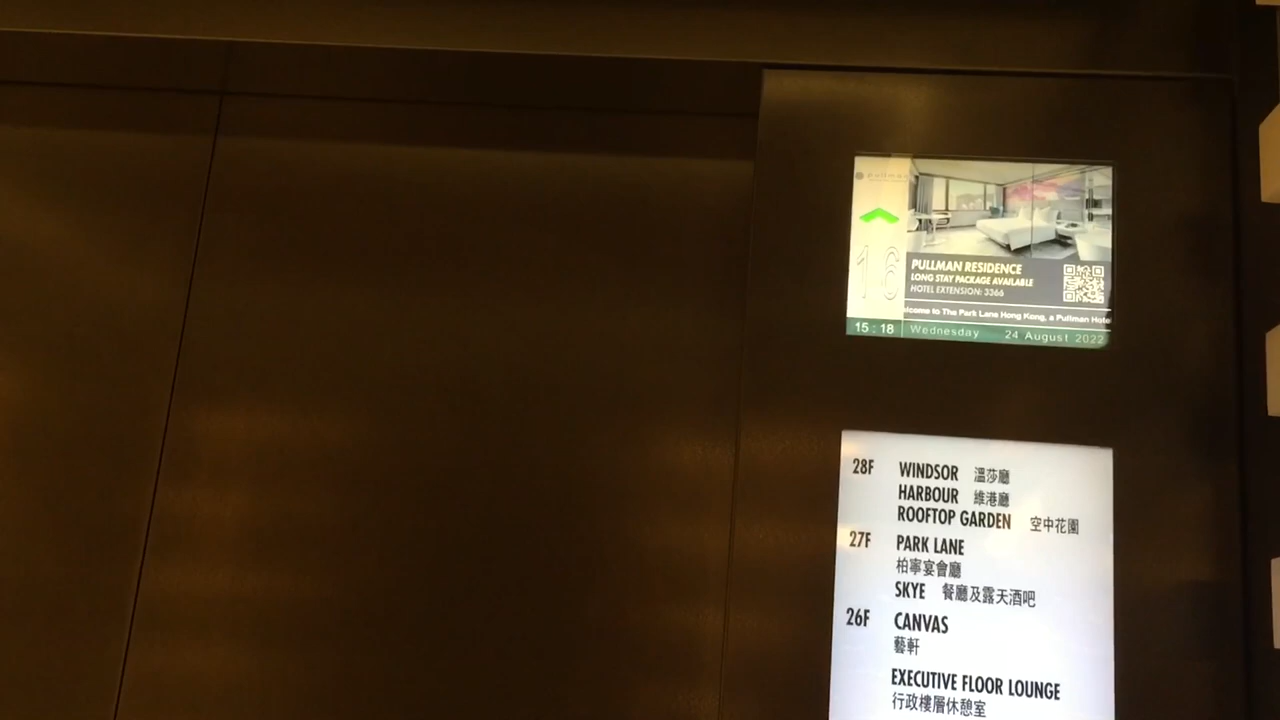 pullman
16
PULLMAN RESIDENCE
LONG STAY PACKAGE AVAILABLE
HOTEL EXTENSION: 3366
lcome to The Park Lane Hong Kong, a Pullman Hote
15:18 Wednesday 24 August 2022
28F WINDSOR 溫莎廳
HARBOUR 維港廳
ROOFTOP GARDEN 空中花園
27F PARK LANE
柏寧宴會廳
SKYE 餐廳及露天酒吧
26F CANVAS
藝軒
EXECUTIVE FLOOR LOUNGE
行政樓層休憩室